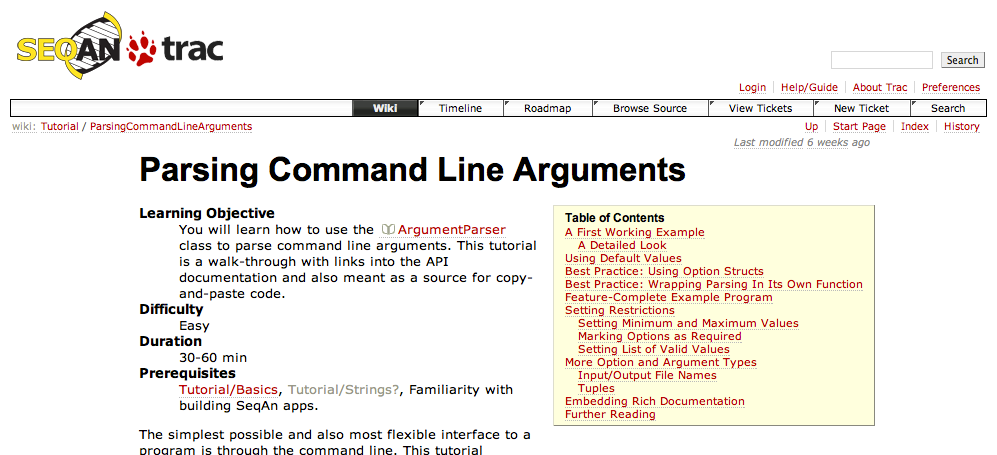 SEQAN trac
Search
Login Help/Guide About Trac Preferences
Wiki Timeline Roadmap Browse Source View Tickets New Ticket Search
wiki: Tutorial / ParsingCommandLineArguments
Up Start Page Index History
Last modified 6 weeks ago
Parsing Command Line Arguments
Learning Objective
You will learn how to use the ArgumentParser
class to parse command line arguments. This tutorial
is a walk-through with links into the API
documentation and also meant as a source for copy-
and-paste code.
Difficulty
Easy
Duration
30-60 min
Prerequisites
Tutorial/Basics, Tutorial/Strings?, Familiarity with
building SeqAn apps.
The simplest possible and also most flexible interface to a
program is through the command line. This tutorial
Table of Contents
A First Working Example
A Detailed Look
Using Default Values
Best Practice: Using Option Structs
Best Practice: Wrapping Parsing In Its Own Function
Feature-Complete Example Program
Setting Restrictions
Setting Minimum and Maximum Values
Marking Options as Required
Setting List of Valid Values
More Option and Argument Types
Input/Output File Names
Tuples
Embedding Rich Documentation
Further Reading